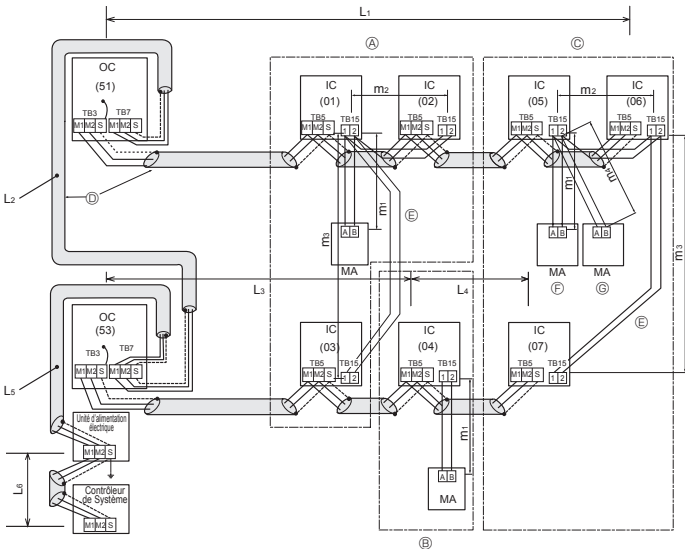 L1
A
C
OC
(51)
TB3 TB7
M1 M2 S M1 M2 S
IC
(01)
TB5 TB15
M1 M2 S 1 2
m2
IC
(02)
TB5 TB15
M1 M2 S 1 2
IC
(05)
TB5 TB15
M1 M2 S 1 2
m2
IC
(06)
TB5 TB15
M1 M2 S 1 2
L2
D
m1
m3
E
A B
MA
m1
m4
A B
MA
F
A B
MA
G
m3
E
L3
B
L4
OC
(53)
TB3 TB7
M1 M2 S M1 M2 S
IC
(03)
TB5 TB15
M1 M2 S 1 2
IC
(04)
TB5 TB15
M1 M2 S 1 2
IC
(07)
TB5 TB15
M1 M2 S 1 2
L5
m1
A B
MA
Unité d'alimentation
électrique
M1 M2 S
L6
Contrôleur
de Système
M1 M2 S